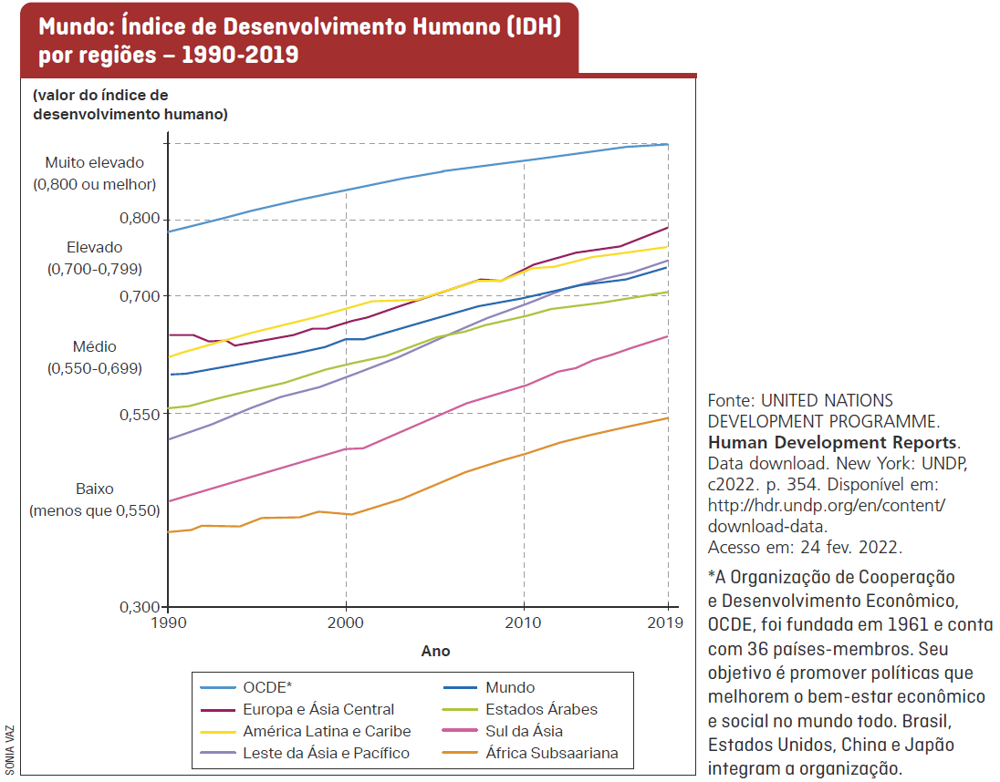 Mundo: Índice de Desenvolvimento Humano (IDH)
por regiões – 1990-2019
(valor do índice de
desenvolvimento humano)
Muito elevado
(0,800 ou melhor)
0,800
Elevado
(0,700-0,799)
0,700
Médio
(0,550-0,699)
0,550
Baixo
(menos que 0,550)
0,300
1990
2000
2010
2019
Ano
OCDE*
Europa e Ásia Central
América Latina e Caribe
Leste da Ásia e Pacífico
Mundo
Estados Árabes
Sul da Ásia
África Subsaariana
SONIA VAZ
Fonte: UNITED NATIONS
DEVELOPMENT PROGRAMME.
Human Development Reports.
Data download. New York: UNDP,
c2022. p. 354. Disponível em:
http://hdr.undp.org/en/content/
download-data.
Acesso em: 24 fev. 2022.
*A Organização de Cooperação
e Desenvolvimento Econômico,
OCDE, foi fundada em 1961 e conta
com 36 países-membros. Seu
objetivo é promover políticas que
melhorem o bem-estar econômico
e social no mundo todo. Brasil,
Estados Unidos, China e Japão
integram a organização.